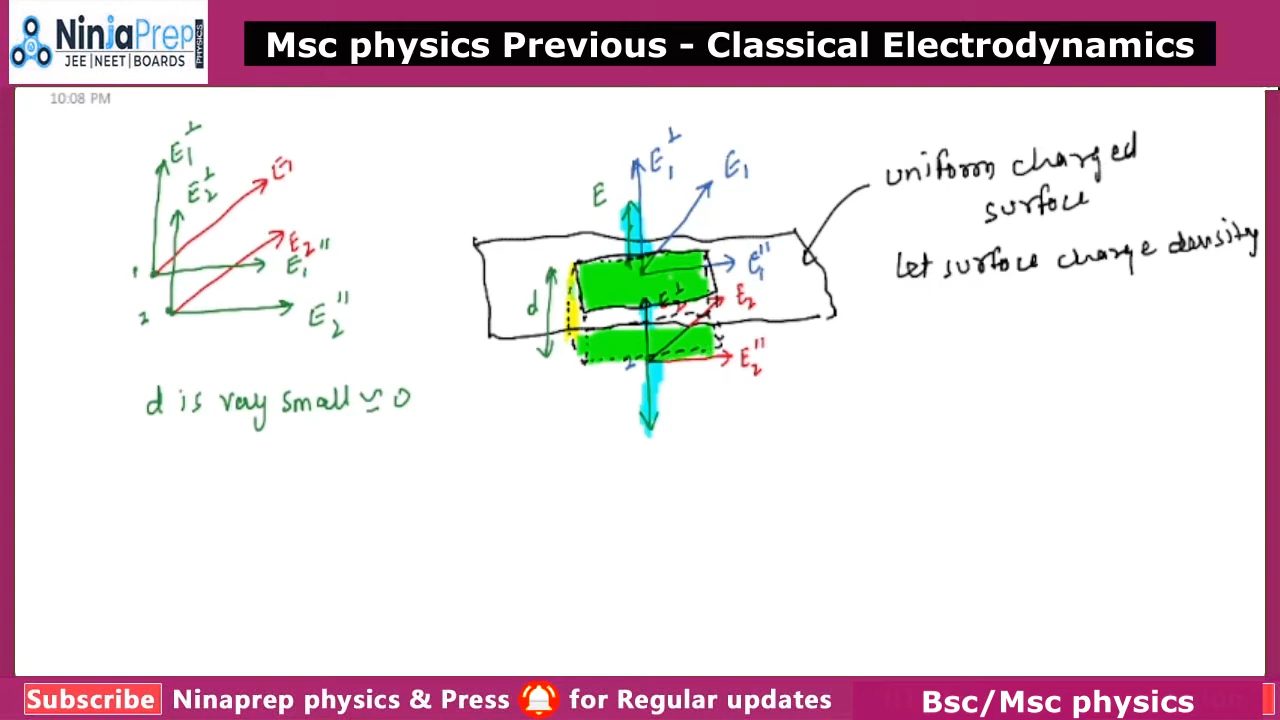 NinjaPrep
JEE|NEET|BOARDS
PHYSICS
Msc physics Previous - Classical Electrodynamics
10:08 PM
E₁⊥
E₂⊥
E₁
E₂
E₁''
E₂''
1
2
d is very small ≃ 0
E
E₁⊥
E₁
E₁''
d
E₂⊥
E₂
2
E₂''
uniform charged
surface
let surface charge density
Subscribe
Ninaprep physics & Press
for Regular updates
Bsc/Msc physics